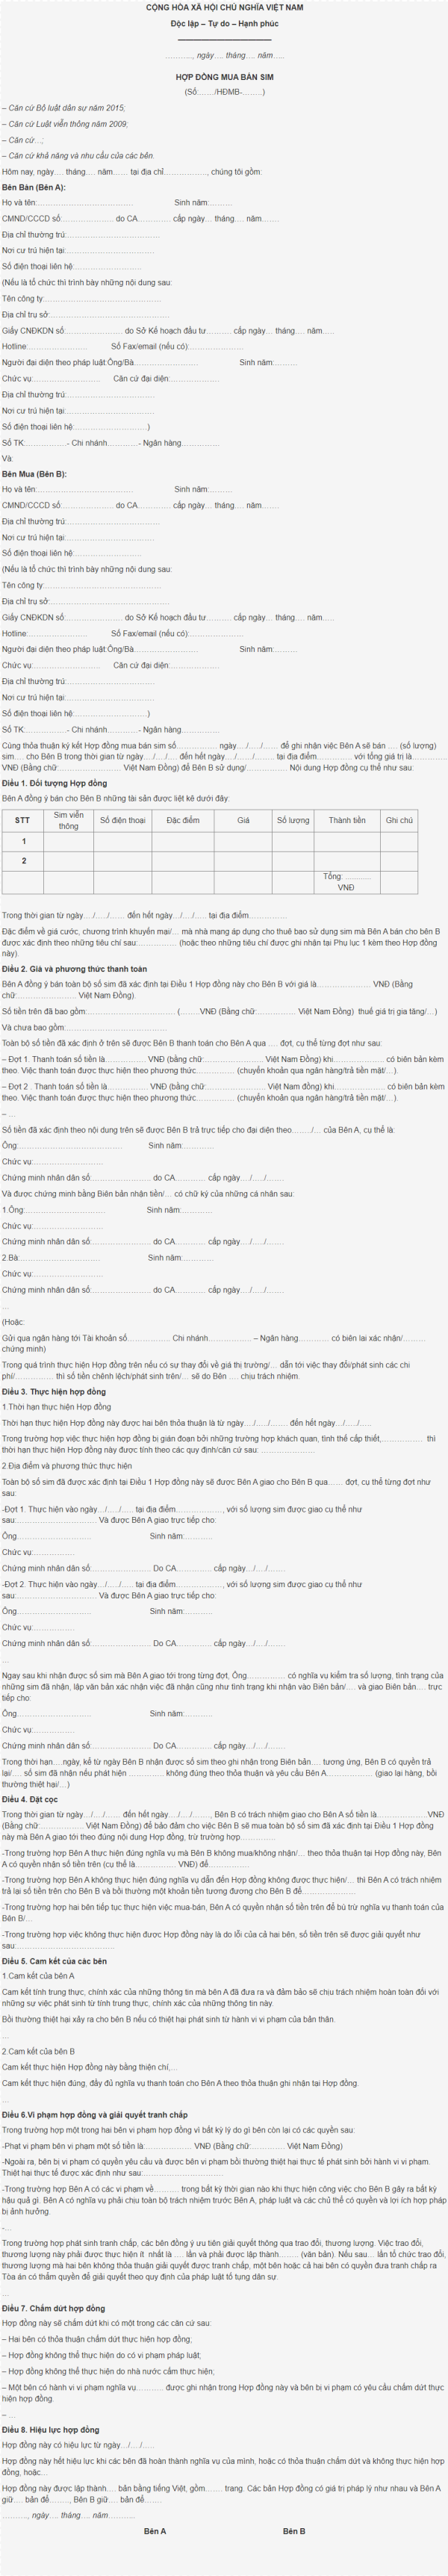 CỘNG HÒA XÃ HỘI CHỦ NGHĨA VIỆT NAM
Độc lập – Tự do – Hạnh phúc
………., ngày…. tháng…. năm…..
HỢP ĐỒNG MUA BÁN SIM
(Số:……/HĐMB-……..)
– Căn cứ Bộ luật dân sự năm 2015;
– Căn cứ Luật viễn thông năm 2009;
– Căn cứ…;
– Căn cứ khả năng và nhu cầu của các bên.
Hôm nay, ngày…. tháng…. năm…… tại địa chỉ……………., chúng tôi gồm:
Bên Bán (Bên A):
Họ và tên:………………………………. Sinh năm:………
CMND/CCCD số:……………….. do CA…………. cấp ngày… tháng…. năm…….
Địa chỉ thường trú:………………………………
Nơi cư trú hiện tại:…………………………….
Số điện thoại liên hệ:……………………..
(Nếu là tổ chức thì trình bày những nội dung sau:
Tên công ty:………………………………………
Địa chỉ trụ sở:……………………………………….
Giấy CNĐKDN số:…………………. do Sở Kế hoạch đầu tư………. cấp ngày… tháng…. năm…..
Hotline:………………….. Số Fax/email (nếu có):…………………
Người đại diện theo pháp luật:Ông/Bà……………………. Sinh năm:………
Chức vụ:…………………….. Căn cứ đại diện:……………….
Địa chỉ thường trú:…………………………….
Nơi cư trú hiện tại:…………………………….
Số điện thoại liên hệ:……………………….)
Số TK:…………….- Chi nhánh…………- Ngân hàng…………..
Và:
Bên Mua (Bên B):
Họ và tên:………………………………. Sinh năm:………
CMND/CCCD số:……………….. do CA…………. cấp ngày… tháng…. năm…….
Địa chỉ thường trú:………………………………
Nơi cư trú hiện tại:…………………………….
Số điện thoại liên hệ:……………………..
(Nếu là tổ chức thì trình bày những nội dung sau:
Tên công ty:………………………………………
Địa chỉ trụ sở:……………………………………….
Giấy CNĐKDN số:…………………. do Sở Kế hoạch đầu tư………. cấp ngày… tháng…. năm…..
Hotline:………………….. Số Fax/email (nếu có):…………………
Người đại diện theo pháp luật:Ông/Bà……………………. Sinh năm:………
Chức vụ:…………………….. Căn cứ đại diện:……………….
Địa chỉ thường trú:…………………………….
Nơi cư trú hiện tại:…………………………….
Số điện thoại liên hệ:……………………….)
Số TK:…………….- Chi nhánh…………- Ngân hàng…………..
Cùng thỏa thuận ký kết Hợp đồng mua bán sim số……………. ngày…./…../…… để ghi nhận việc Bên A sẽ bán …. (số lượng)
sim…. cho Bên B trong thời gian từ ngày…./…./…. đến hết ngày…./……/……. tại địa điểm…………. với tổng giá trị là………….
VNĐ (Bằng chữ:…………………… Việt Nam Đồng) để Bên B sử dụng/……………. Nội dung Hợp đồng cụ thể như sau:
Điều 1. Đối tượng Hợp đồng
Bên A đồng ý bán cho Bên B những tài sản được liệt kê dưới đây:
STT Sim viễn thông Số điện thoại Đặc điểm Giá Số lượng Thành tiền Ghi chú
1
2
Tổng: ……….
VNĐ
Trong thời gian từ ngày…./…../…… đến hết ngày…/…./….. tại địa điểm…………..
Đặc điểm về giá cước, chương trình khuyến mại/… mà nhà mạng áp dụng cho thuê bao sử dụng sim mà Bên A bán cho bên B
được xác định theo những tiêu chí sau:…………… (hoặc theo những tiêu chí được ghi nhận tại Phụ lục 1 kèm theo Hợp đồng
này).
Điều 2. Giá và phương thức thanh toán
Bên A đồng ý bán toàn bộ số sim đã xác định tại Điều 1 Hợp đồng này cho Bên B với giá là………………… VNĐ (Bằng
chữ:………………….. Việt Nam Đồng).
Số tiền trên đã bao gồm:…………………………… (…….VNĐ (Bằng chữ:…………… Việt Nam Đồng) thuế giá trị gia tăng/…)
Và chưa bao gồm:…………………………………
Toàn bộ số tiền đã xác định ở trên sẽ được Bên B thanh toán cho Bên A qua …. đợt, cụ thể từng đợt như sau:
– Đợt 1. Thanh toán số tiền là……………. VNĐ (bằng chữ:………………….. Việt Nam Đồng) khi……………….. có biên bản kèm
theo. Việc thanh toán được thực hiện theo phương thức…………… (chuyển khoản qua ngân hàng/trả tiền mặt/…).
– Đợt 2 . Thanh toán số tiền là……………. VNĐ (bằng chữ:………………….. Việt Nam đồng) khi……………….. có biên bản kèm
theo. Việc thanh toán được thực hiện theo phương thức…………… (chuyển khoản qua ngân hàng/trả tiền mặt/…).
– …
Số tiền đã xác định theo nội dung trên sẽ được Bên B trả trực tiếp cho đại diện theo……../… của Bên A, cụ thể là:
Ông:………………………………….. Sinh năm:…………
Chức vụ:………………………
Chứng minh nhân dân số:………………….. do CA………… cấp ngày…./…../…….
Và được chứng minh bằng Biên bản nhận tiền/… có chữ ký của những cá nhân sau:
1.Ông:………………………….. Sinh năm:…………
Chức vụ:………………………
Chứng minh nhân dân số:………………….. do CA………… cấp ngày…./…../…….
2.Bà:…………………………. Sinh năm:…………
Chức vụ:………………………
Chứng minh nhân dân số:………………….. do CA………… cấp ngày…./…../…….
…
(Hoặc:
Gửi qua ngân hàng tới Tài khoản số…………….. Chi nhánh…………….. – Ngân hàng………… có biên lai xác nhận/………
chứng minh)
Trong quá trình thực hiện Hợp đồng trên nếu có sự thay đổi về giá thị trường/… dẫn tới việc thay đổi/phát sinh các chi
phí/…………… thì số tiền chênh lệch/phát sinh trên/… sẽ do Bên …. chịu trách nhiệm.
Điều 3. Thực hiện hợp đồng
1.Thời hạn thực hiện Hợp đồng
Thời hạn thực hiện Hợp đồng này được hai bên thỏa thuận là từ ngày…./…../……. đến hết ngày…/…../…..
Trong trường hợp việc thực hiện hợp đồng bị gián đoạn bởi những trường hợp khách quan, tình thế cấp thiết,……………. thì
thời hạn thực hiện Hợp đồng này được tính theo các quy định/căn cứ sau: …………………
2.Địa điểm và phương thức thực hiện
Toàn bộ số sim đã được xác định tại Điều 1 Hợp đồng này sẽ được Bên A giao cho Bên B qua…… đợt, cụ thể từng đợt như
sau:
-Đợt 1. Thực hiện vào ngày…/…../….. tại địa điểm………………., với số lượng sim được giao cụ thể như
sau:…………………………. Và được Bên A giao trực tiếp cho:
Ông……………………….. Sinh năm:……….
Chức vụ:…………….
Chứng minh nhân dân số:………………….. Do CA………….. cấp ngày…/…./…….
-Đợt 2. Thực hiện vào ngày…/…../….. tại địa điểm………………., với số lượng sim được giao cụ thể như
sau:…………………………. Và được Bên A giao trực tiếp cho:
Ông……………………….. Sinh năm:……….
Chức vụ:…………….
Chứng minh nhân dân số:………………….. Do CA………….. cấp ngày…/…./…….
…
Ngay sau khi nhận được số sim mà Bên A giao tới trong từng đợt, Ông…………… có nghĩa vụ kiểm tra số lượng, tình trạng của
những sim đã nhận, lập văn bản xác nhận việc đã nhận cũng như tình trạng khi nhận vào Biên bản/…. và giao Biên bản…. trực
tiếp cho:
Ông……………………….. Sinh năm:……….
Chức vụ:…………….
Chứng minh nhân dân số:………………….. Do CA………….. cấp ngày…/…./…….
Trong thời hạn….ngày, kể từ ngày Bên B nhận được số sim theo ghi nhận trong Biên bản…. tương ứng, Bên B có quyền trả
lại/…. số sim đã nhận nếu phát hiện ………….. không đúng theo thỏa thuận và yêu cầu Bên A……………… (giao lại hàng, bồi
thường thiệt hại/…)
Điều 4. Đặt cọc
Trong thời gian từ ngày…/…./…… đến hết ngày…./…./……, Bên B có trách nhiệm giao cho Bên A số tiền là………………..VNĐ
(Bằng chữ:…………….. Việt Nam Đồng) để bảo đảm cho việc Bên B sẽ mua toàn bộ số sim đã xác định tại Điều 1 Hợp đồng
này mà Bên A giao tới theo đúng nội dung Hợp đồng, trừ trường hợp………….
-Trong trường hợp Bên A thực hiện đúng nghĩa vụ mà Bên B không mua/không nhận/… theo thỏa thuận tại Hợp đồng này, Bên
A có quyền nhận số tiền trên (cụ thể là……………. VNĐ) để…………….
-Trong trường hợp Bên A không thực hiện đúng nghĩa vụ dẫn đến Hợp đồng không được thực hiện/… thì Bên A có trách nhiệm
trả lại số tiền trên cho Bên B và bồi thường một khoản tiền tương đương cho Bên B để…………………
-Trong trường hợp hai bên tiếp tục thực hiện việc mua-bán, Bên A có quyền nhận số tiền trên để bù trừ nghĩa vụ thanh toán của
Bên B/…
-Trong trường hợp việc không thực hiện được Hợp đồng này là do lỗi của cả hai bên, số tiền trên sẽ được giải quyết như
sau:………………………………..
Điều 5. Cam kết của các bên
1.Cam kết của bên A
Cam kết tính trung thực, chính xác của những thông tin mà bên A đã đưa ra và đảm bảo sẽ chịu trách nhiệm hoàn toàn đối với
những sự việc phát sinh từ tính trung thực, chính xác của những thông tin này.
Bồi thường thiệt hại xảy ra cho bên B nếu có thiệt hại phát sinh từ hành vi vi phạm của bản thân.
…
2.Cam kết của bên B
Cam kết thực hiện Hợp đồng này bằng thiện chí,…
Cam kết thực hiện đúng, đầy đủ nghĩa vụ thanh toán cho Bên A theo thỏa thuận ghi nhận tại Hợp đồng.
…
Điều 6.Vi phạm hợp đồng và giải quyết tranh chấp
Trong trường hợp một trong hai bên vi phạm hợp đồng vì bất kỳ lý do gì bên còn lại có các quyền sau:
-Phạt vi phạm bên vi phạm một số tiền là:……………… VNĐ (Bằng chữ:…………. Việt Nam Đồng)
-Ngoài ra, bên bị vi phạm có quyền yêu cầu và được bên vi phạm bồi thường thiệt hại thực tế phát sinh bởi hành vi vi phạm.
Thiệt hại thực tế được xác định như sau:………………………….
-Trong trường hợp Bên A có các vi phạm về………. trong bất kỳ thời gian nào khi thực hiện công việc cho Bên B gây ra bất kỳ
hậu quả gì. Bên A có nghĩa vụ phải chịu toàn bộ trách nhiệm trước Bên A, pháp luật và các chủ thể có quyền và lợi ích hợp pháp
bị ảnh hưởng.
-…
Trong trường hợp phát sinh tranh chấp, các bên đồng ý ưu tiên giải quyết thông qua trao đổi, thương lượng. Việc trao đổi,
thương lượng này phải được thực hiện ít nhất là …. lần và phải được lập thành…….. (văn bản). Nếu sau… lần tổ chức trao đổi,
thương lượng mà hai bên không thỏa thuận giải quyết được tranh chấp, một bên hoặc cả hai bên có quyền đưa tranh chấp ra
Tòa án có thẩm quyền để giải quyết theo quy định của pháp luật tố tụng dân sự.
…
Điều 7. Chấm dứt hợp đồng
Hợp đồng này sẽ chấm dứt khi có một trong các căn cứ sau:
– Hai bên có thỏa thuận chấm dứt thực hiện hợp đồng;
– Hợp đồng không thể thực hiện do có vi phạm pháp luật;
– Hợp đồng không thể thực hiện do nhà nước cấm thực hiện;
– Một bên có hành vi vi phạm nghĩa vụ……….. được ghi nhận trong Hợp đồng này và bên bị vi phạm có yêu cầu chấm dứt thực
hiện hợp đồng.
– …
Điều 8. Hiệu lực hợp đồng
Hợp đồng này có hiệu lực từ ngày…/…./…..
Hợp đồng này hết hiệu lực khi các bên đã hoàn thành nghĩa vụ của mình, hoặc có thỏa thuận chấm dứt và không thực hiện hợp
đồng, hoặc…
Hợp đồng này được lập thành…. bản bằng tiếng Việt, gồm……. trang. Các bản Hợp đồng có giá trị pháp lý như nhau và Bên A
giữ…. bản để…….., Bên B giữ…. bản để…….
………., ngày…. tháng…. năm………..
Bên A Bên B